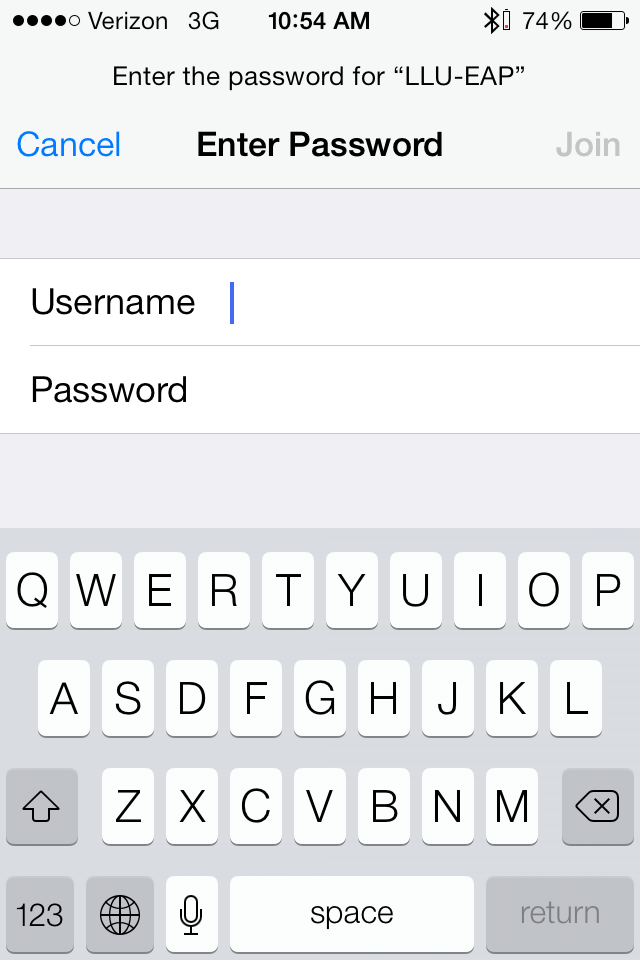 Verizon 3G 10:54 AM 74%
Enter the password for “LLU-EAP”
Cancel Enter Password Join
Username
Password
Q W E R T Y U I O P
A S D F G H J K L
Z X C V B N M
123 space return